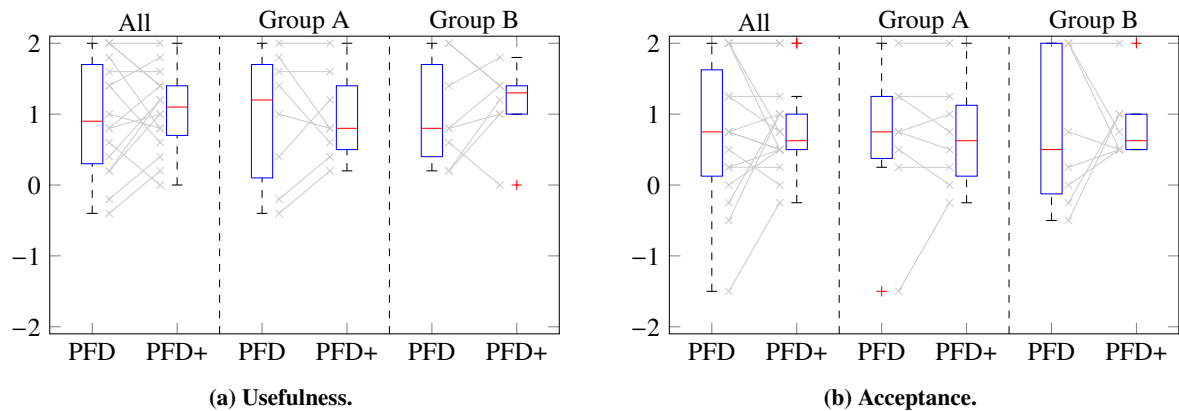 All Group A Group B
2
1
0
−1
−2
PFD PFD+ PFD PFD+ PFD PFD+
(a) Usefulness.
All Group A Group B
2
1
0
−1
−2
PFD PFD+ PFD PFD+ PFD PFD+
(b) Acceptance.